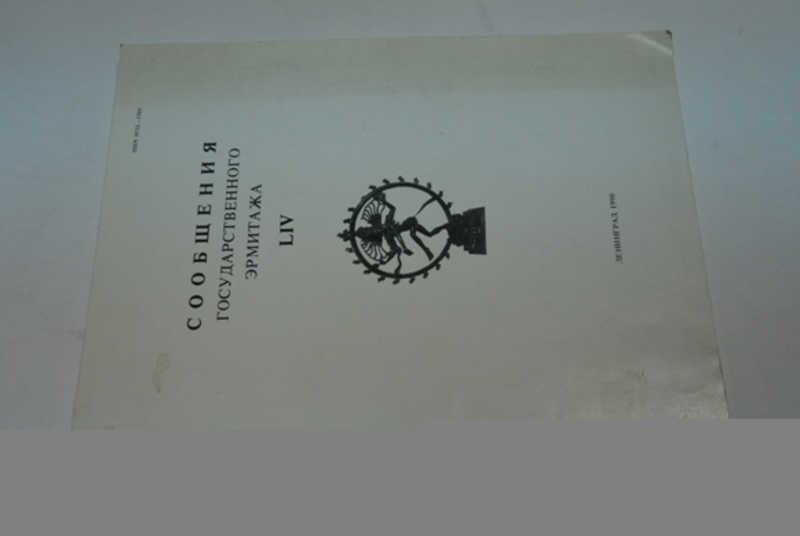 СООБЩЕНИЯ
ГОСУДАРСТВЕННОГО
ЭРМИТАЖА
LIV
ЛЕНИНГРАД 1990